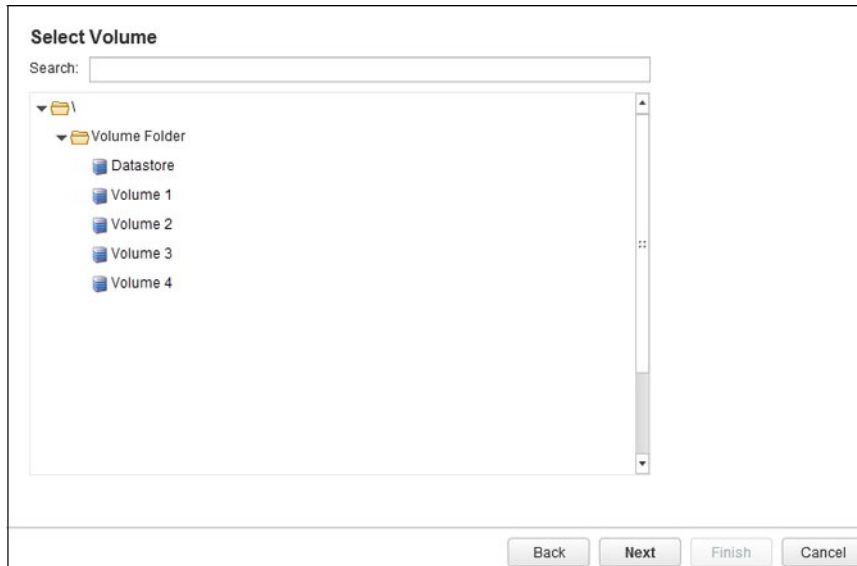 Select Volume
Search:
\
Volume Folder
Datastore
Volume 1
Volume 2
Volume 3
Volume 4
Back Next Finish Cancel